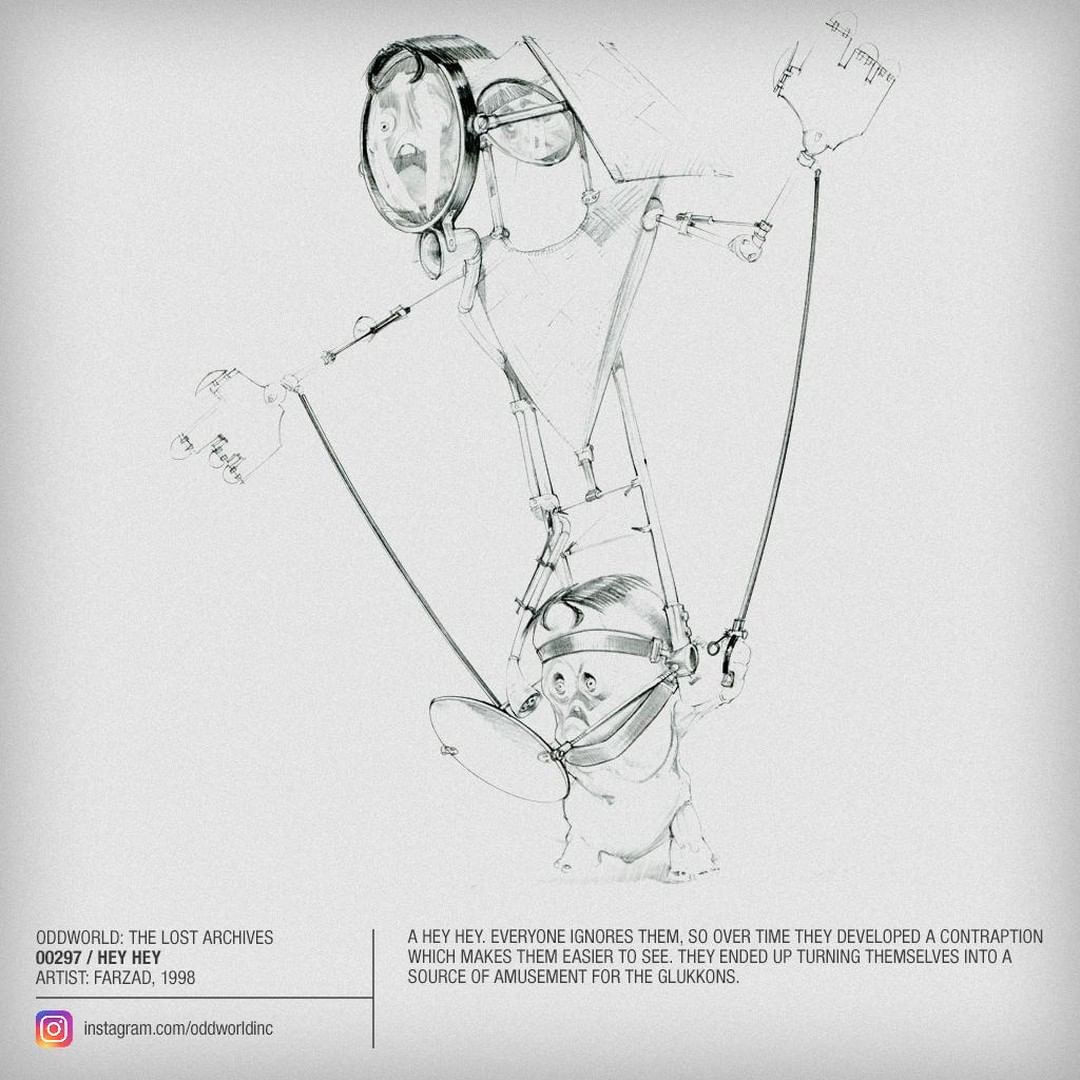 ODDWORLD: THE LOST ARCHIVES
00297 / HEY HEY
ARTIST: FARZAD, 1998
instagram.com/oddworldinc
A HEY HEY. EVERYONE IGNORES THEM, SO OVER TIME THEY DEVELOPED A CONTRAPTION
WHICH MAKES THEM EASIER TO SEE. THEY ENDED UP TURNING THEMSELVES INTO A
SOURCE OF AMUSEMENT FOR THE GLUKKONS.